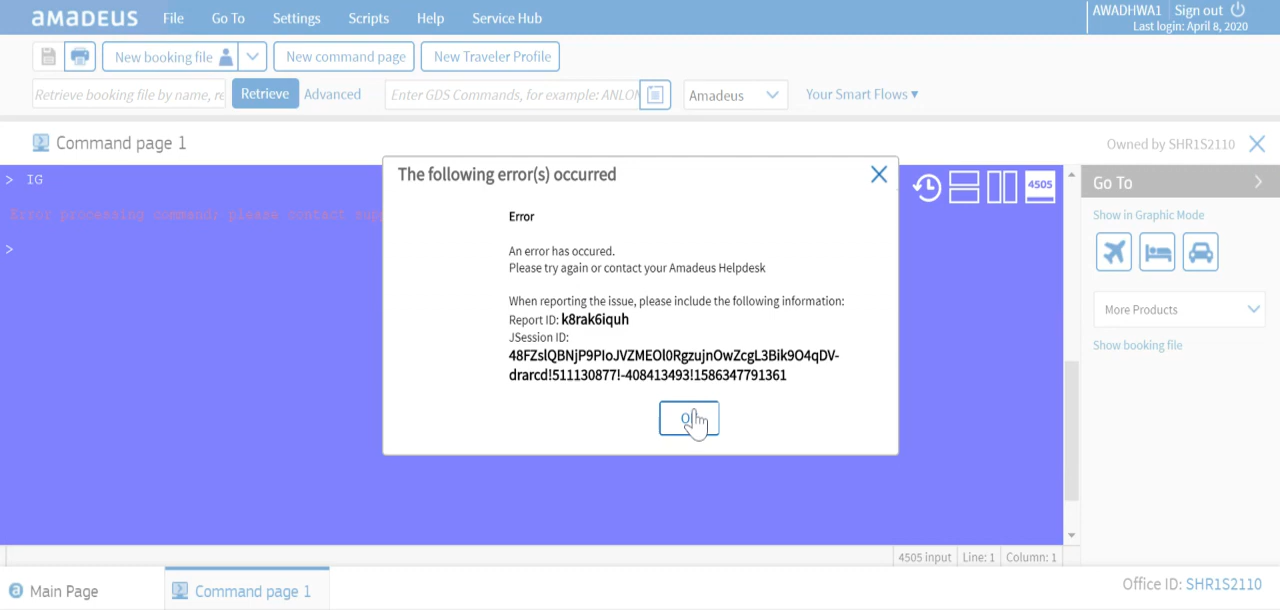 amadeus File Go To Settings Scripts Help Service Hub AWADHWA1 Sign out
Last login: April 8, 2020
New booking file New command page New Traveler Profile
Retrieve booking file by name, re Retrieve Advanced Enter GDS Commands, for example: ANLON Amadeus Your Smart Flows ▾
Command page 1 Owned by SHR1S2110
> IG
Error processing command; please contact supp
>
The following error(s) occurred
Error
An error has occured.
Please try again or contact your Amadeus Helpdesk
When reporting the issue, please include the following information:
Report ID: k8rak6iquh
JSession ID:
48FZslQBNjP9PIoJVZMEOl0RgzujnOwZcgL3Bik9O4qDV-
drarcd!511130877!-408413493!1586347791361
4505
Go To
Show in Graphic Mode
More Products
Show booking file
4505 input Line: 1 Column: 1
Main Page Command page 1 Office ID: SHR1S2110